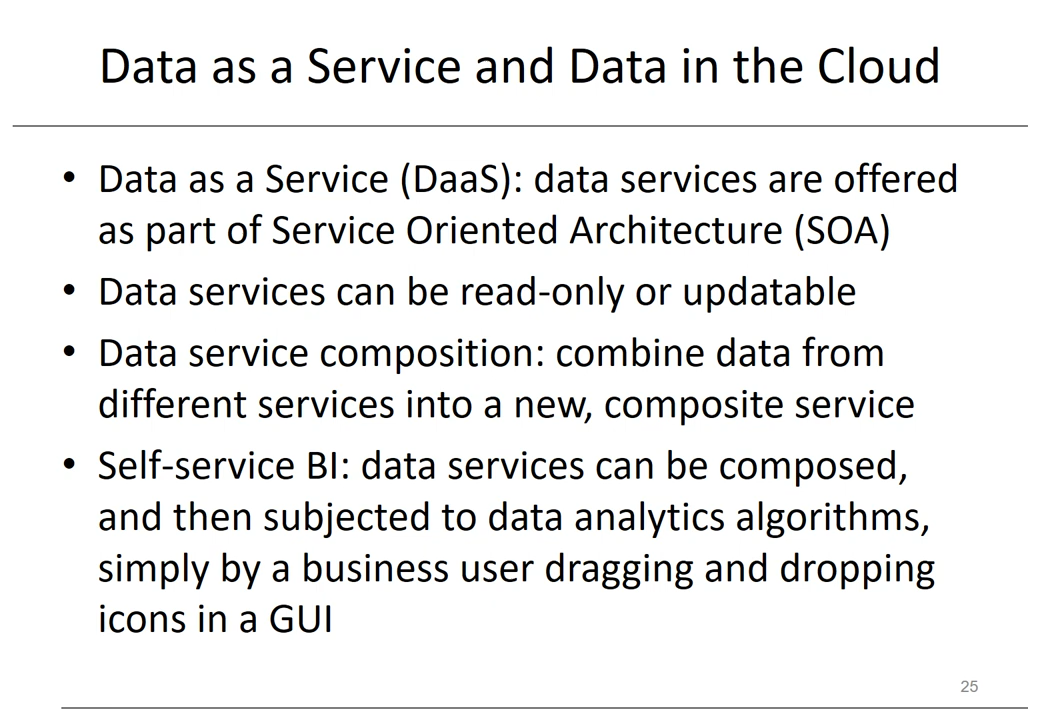 Data as a Service and Data in the Cloud
• Data as a Service (DaaS): data services are offered
as part of Service Oriented Architecture (SOA)
• Data services can be read-only or updatable
• Data service composition: combine data from
different services into a new, composite service
• Self-service BI: data services can be composed,
and then subjected to data analytics algorithms,
simply by a business user dragging and dropping
icons in a GUI
25